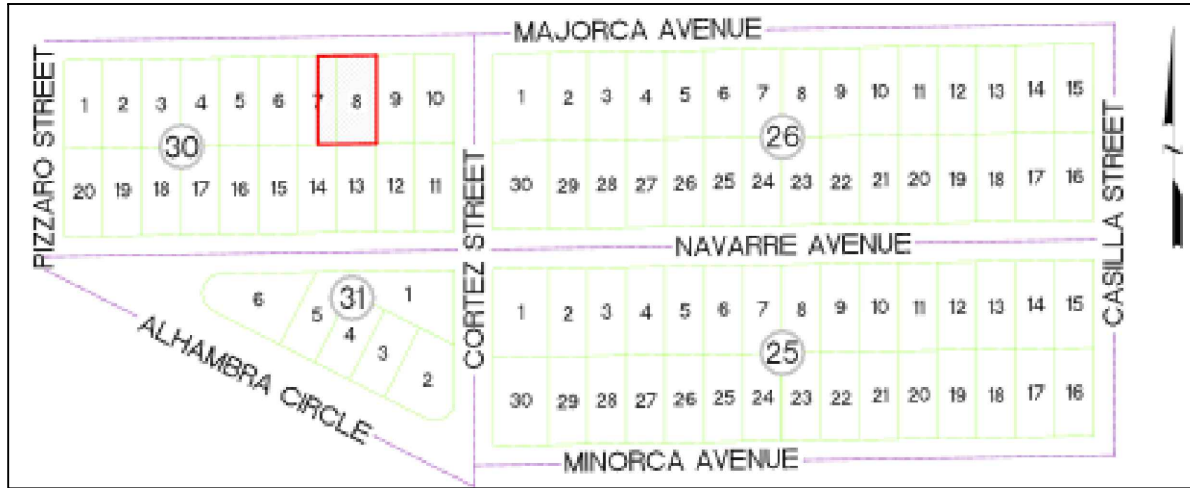 MAJORCA AVENUE
PIZZARO STREET
1 2 3 4 5 6 7 8 9 10
30
20 19 18 17 16 15 14 13 12 11
CORTEZ STREET
1 2 3 4 5 6 7 8 9 10 11 12 13 14 15
26
30 29 28 27 26 25 24 23 22 21 20 19 18 17 16
CASILLA STREET
NAVARRE AVENUE
31
6 5 4 3 2 1
ALHAMBRA CIRCLE
1 2 3 4 5 6 7 8 9 10 11 12 13 14 15
25
30 29 28 27 26 25 24 23 22 21 20 19 18 17 16
MINORCA AVENUE